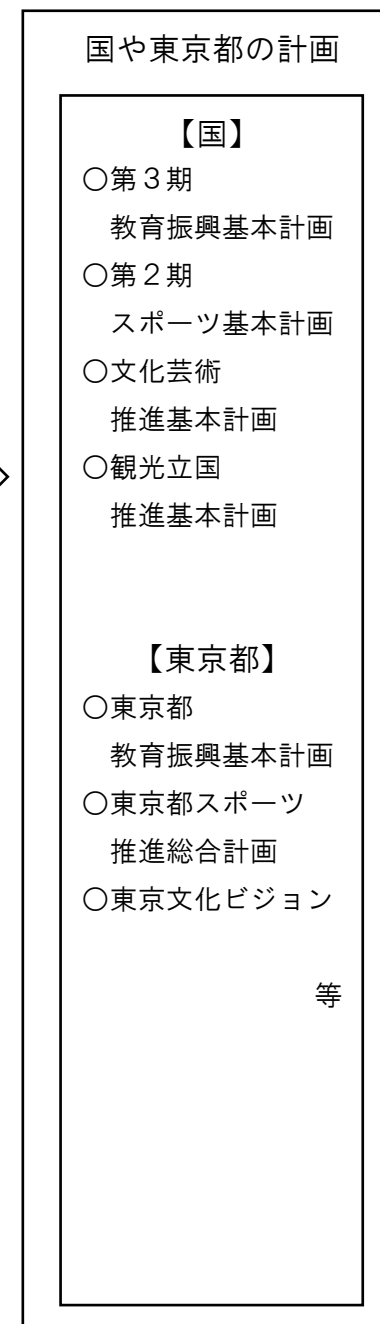 国や東京都の計画
【国】
○第３期
教育振興基本計画
○第２期
スポーツ基本計画
○文化芸術
推進基本計画
○観光立国
推進基本計画
【東京都】
○東京都
教育振興基本計画
○東京都スポーツ
推進総合計画
○東京文化ビジョン
等